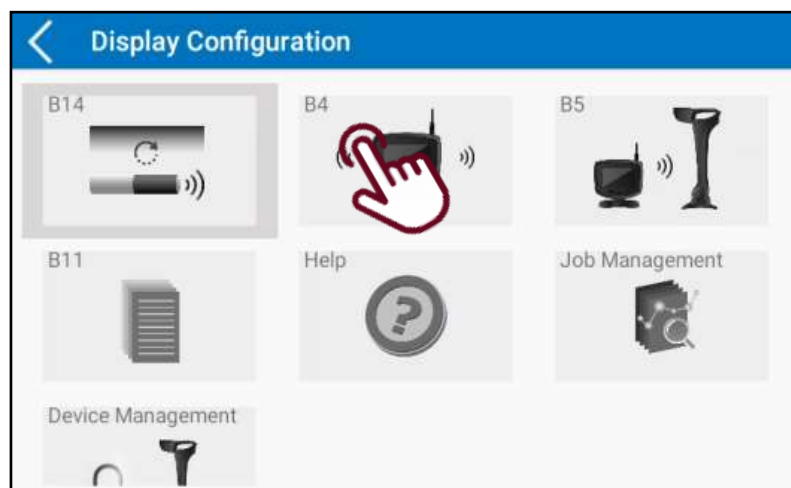 Display Configuration
B14
B4
B5
B11
Help
Job Management
Device Management